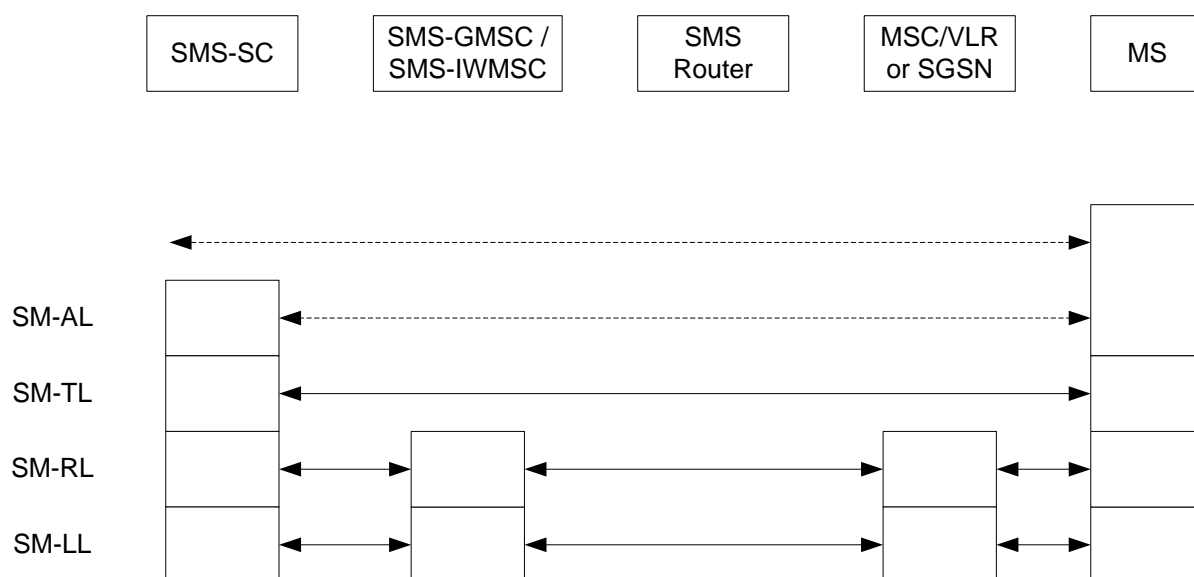 SMS-SC
SMS-GMSC /
SMS-IWMSC
SMS
Router
MSC/VLR
or SGSN
MS
SM-AL
SM-TL
SM-RL
SM-LL